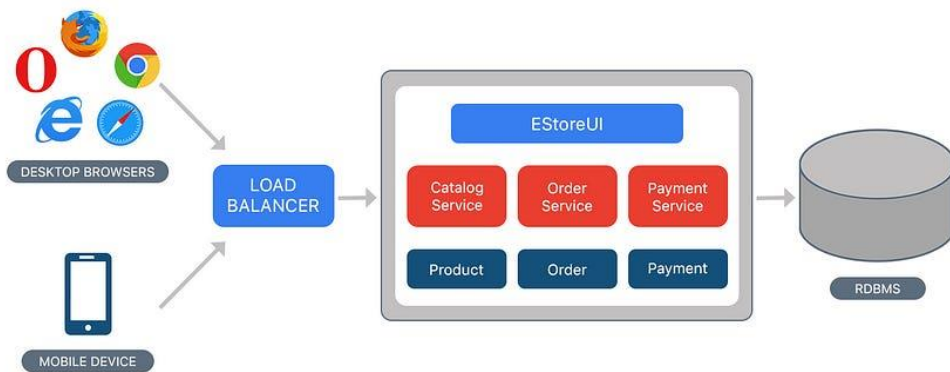 DESKTOP BROWSERS
MOBILE DEVICE
LOAD
BALANCER
EStoreUI
Catalog
Service
Order
Service
Payment
Service
Product
Order
Payment
RDBMS